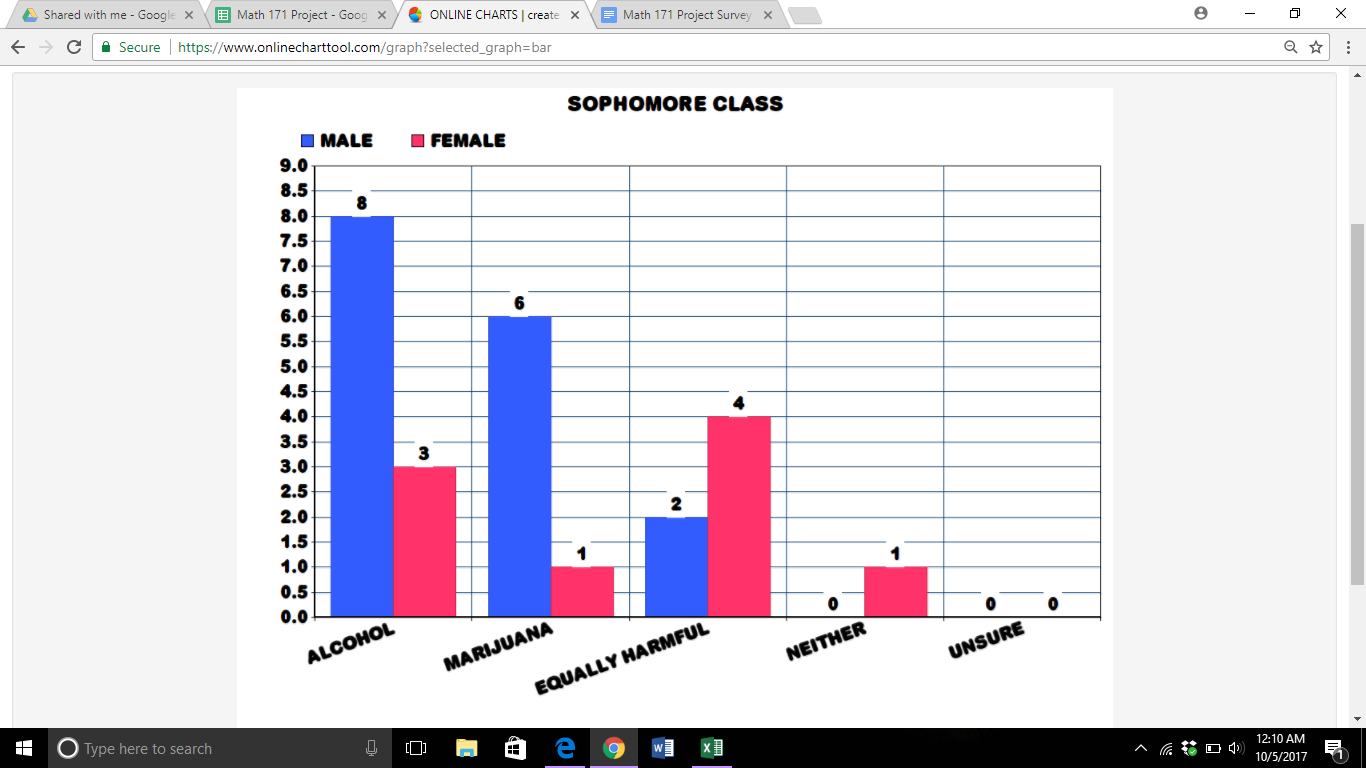 Shared with me - Google
Math 171 Project - Goog
ONLINE CHARTS | create
Math 171 Project Survey
Secure
https://www.onlinecharttool.com/graph?selected_graph=bar
SOPHOMORE CLASS
MALE FEMALE
9.0
8.5
8.0
7.5
7.0
6.5
6.0
5.5
5.0
4.5
4.0
3.5
3.0
2.5
2.0
1.5
1.0
0.5
0.0
8
3
6
1
2
4
0
1
0
0
ALCOHOL
MARIJUANA
EQUALLY HARMFUL
NEITHER
UNSURE
Type here to search
12:10 AM
10/5/2017
1